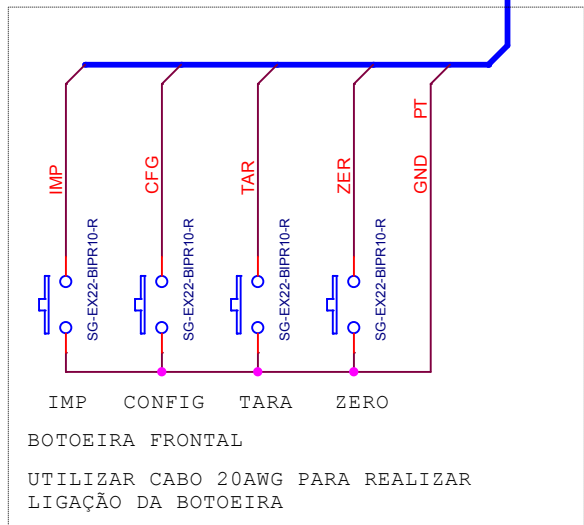 IMP
CFG
TAR
ZER
GND PT
SG-EX22-BIPR10-R
SG-EX22-BIPR10-R
SG-EX22-BIPR10-R
SG-EX22-BIPR10-R
IMP CONFIG TARA ZERO
BOTOEIRA FRONTAL
UTILIZAR CABO 20AWG PARA REALIZAR
LIGAÇÃO DA BOTOEIRA